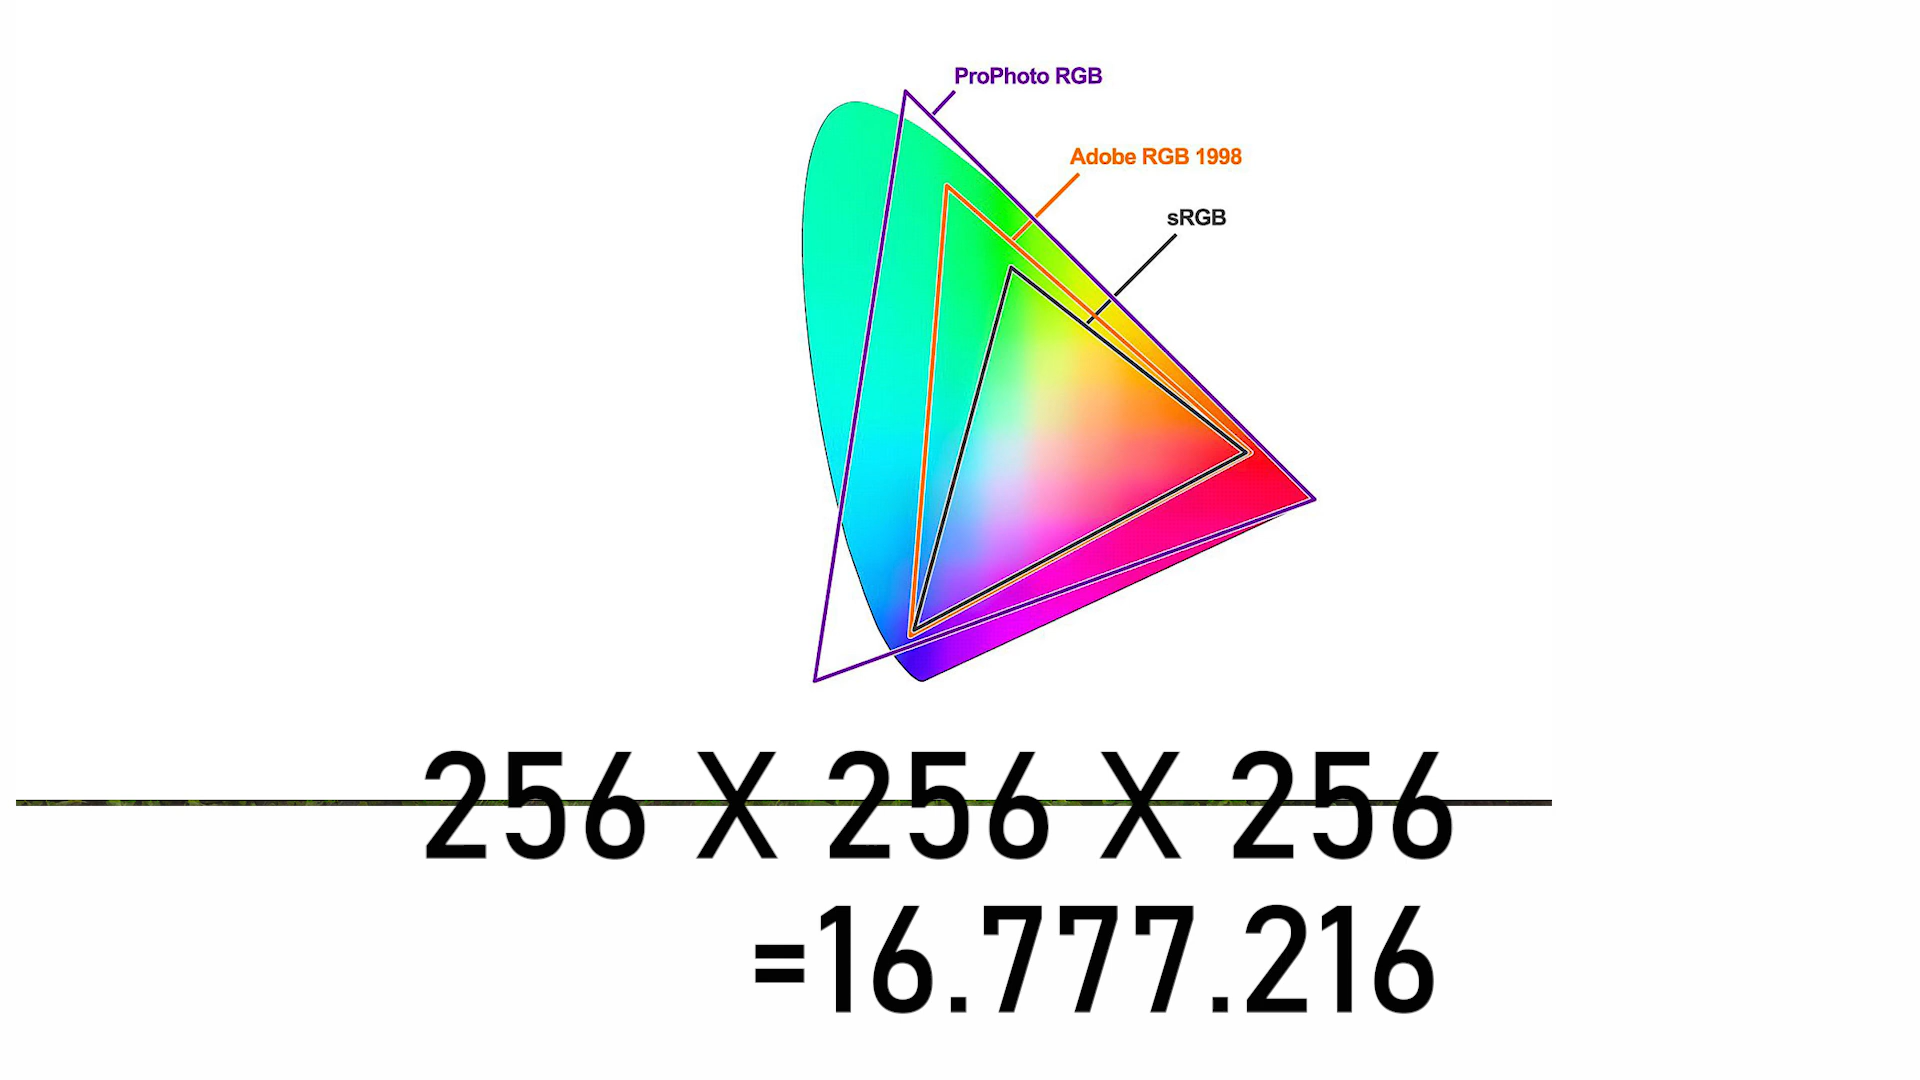 ProPhoto RGB
Adobe RGB 1998
sRGB
256 X 256 X 256
=16.777.216